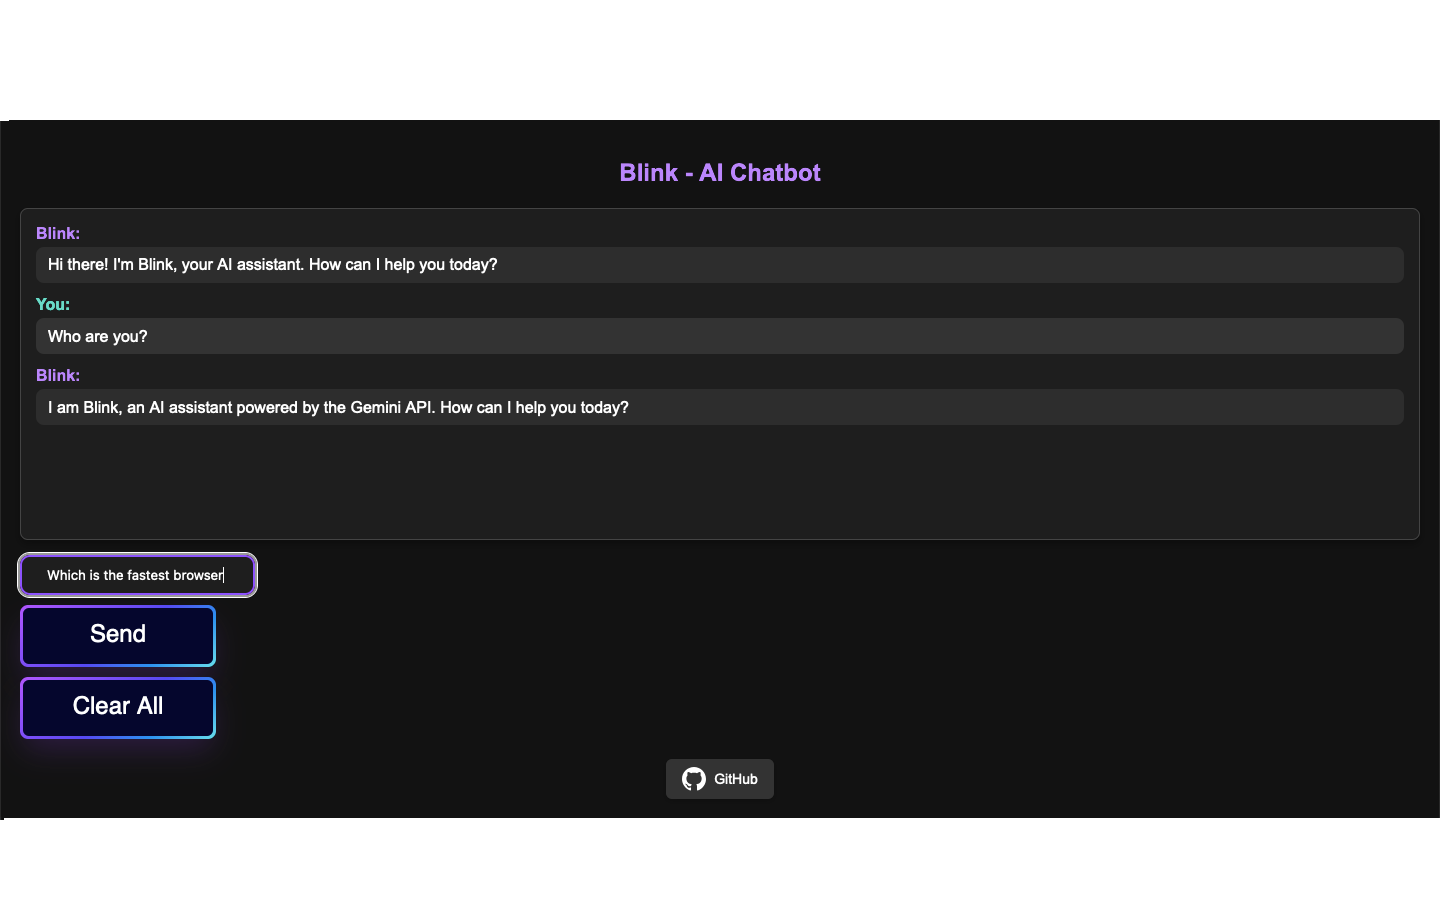 Blink - AI Chatbot
Blink:
Hi there! I'm Blink, your AI assistant. How can I help you today?
You:
Who are you?
Blink:
I am Blink, an AI assistant powered by the Gemini API. How can I help you today?
Which is the fastest browser
Send
Clear All
GitHub